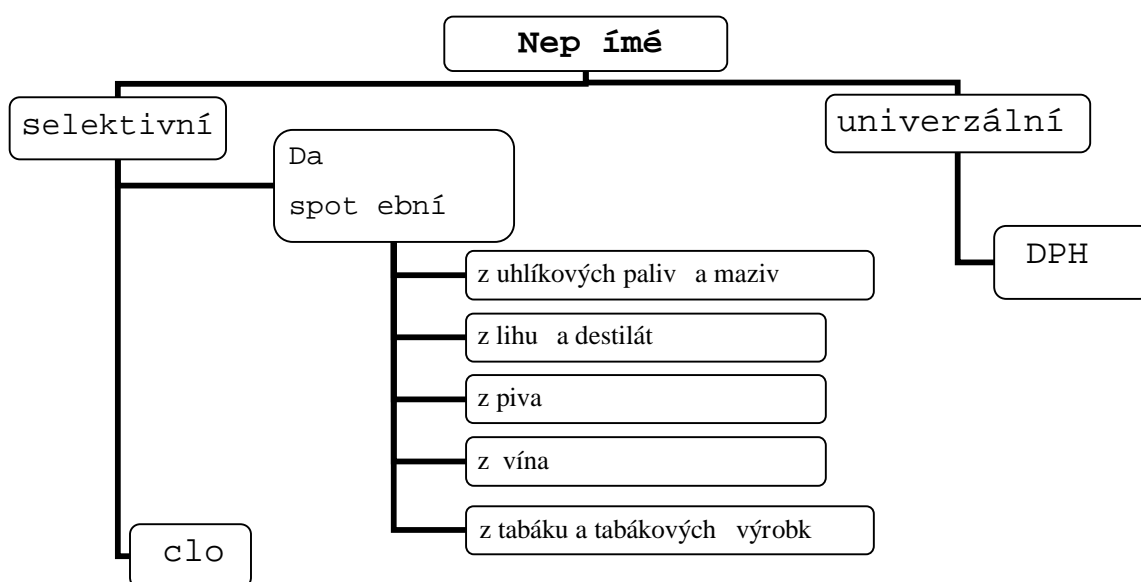 Nep ímé
selektivní
univerzální
Da
spot ební
DPH
z uhlíkových paliv a maziv
z lihu a destilát
z piva
z vína
z tabáku a tabákových výrobk
clo